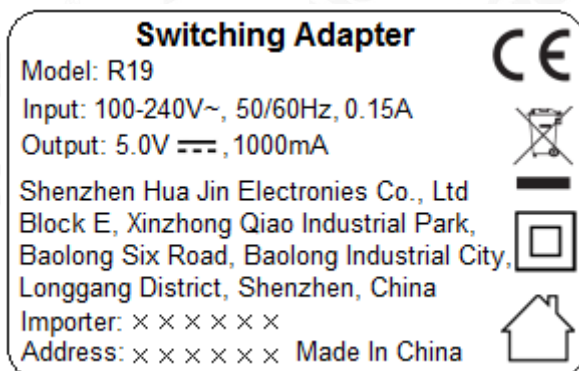 Switching Adapter
Model: R19
Input: 100-240V~, 50/60Hz, 0.15A
Output: 5.0V ⎓, 1000mA
Shenzhen Hua Jin Electronies Co., Ltd
Block E, Xinzhong Qiao Industrial Park,
Baolong Six Road, Baolong Industrial City,
Longgang District, Shenzhen, China
Importer: × × × × × ×
Address: × × × × × × Made In China
CE